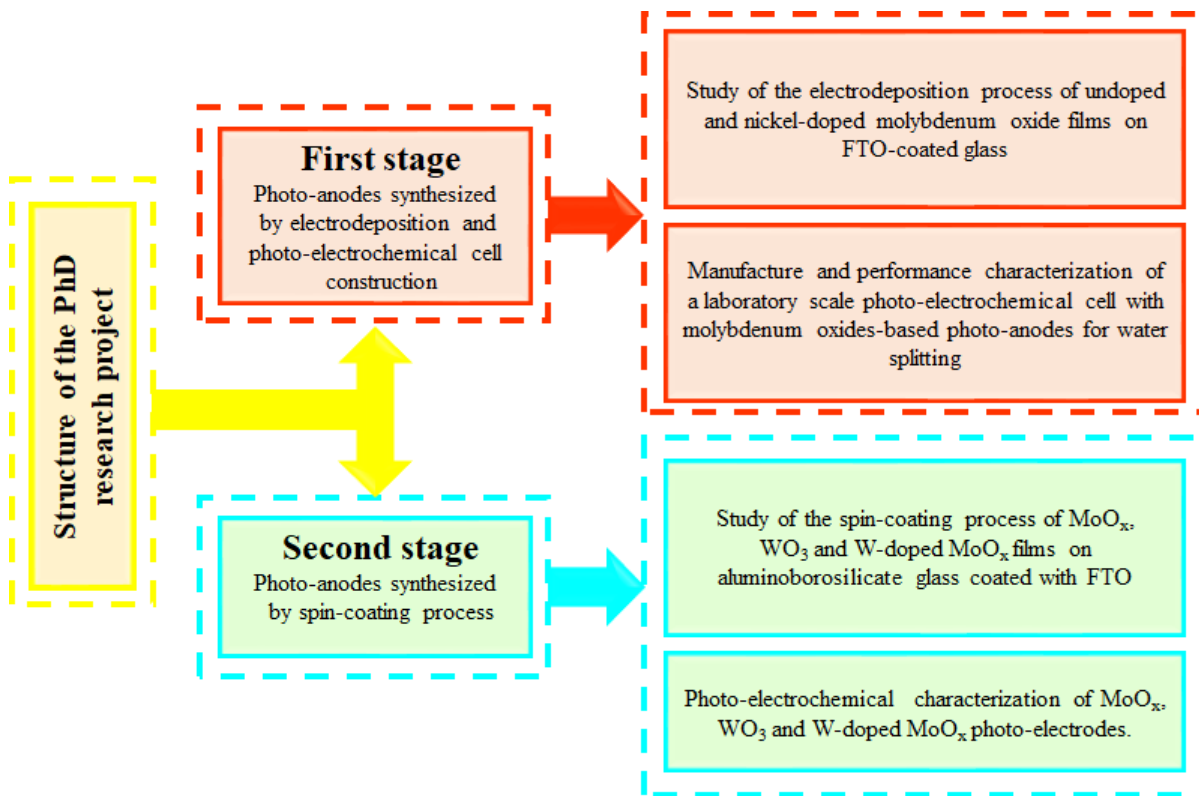 Structure of the PhD
research project
First stage
Photo-anodes synthesized
by electrodeposition and
photo-electrochemical cell
construction
Study of the electrodeposition process of undoped
and nickel-doped molybdenum oxide films on
FTO-coated glass
Manufacture and performance characterization of
a laboratory scale photo-electrochemical cell with
molybdenum oxides-based photo-anodes for water
splitting
Second stage
Photo-anodes synthesized
by spin-coating process
Study of the spin-coating process of MoOₓ,
WO₃ and W-doped MoOₓ films on
aluminoborosilicate glass coated with FTO
Photo-electrochemical characterization of MoOₓ,
WO₃ and W-doped MoOₓ photo-electrodes.